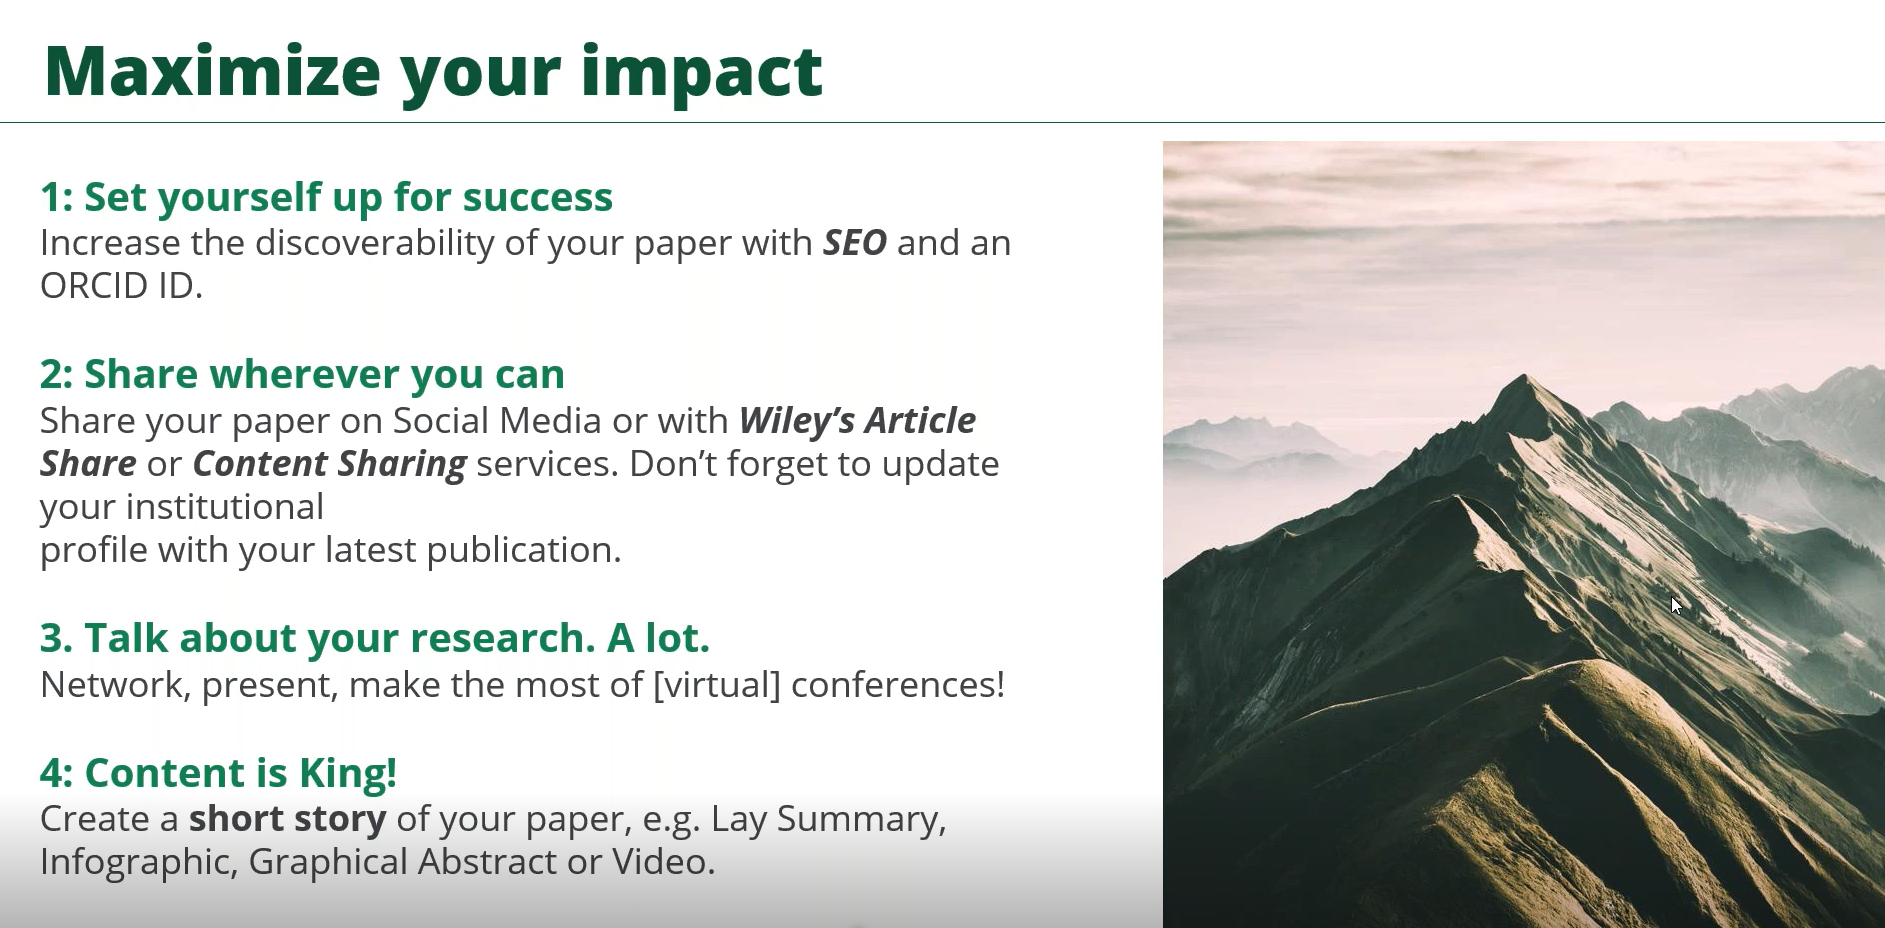 Maximize your impact
1: Set yourself up for success
Increase the discoverability of your paper with SEO and an
ORCID ID.
2: Share wherever you can
Share your paper on Social Media or with Wiley’s Article
Share or Content Sharing services. Don’t forget to update
your institutional
profile with your latest publication.
3. Talk about your research. A lot.
Network, present, make the most of [virtual] conferences!
4: Content is King!
Create a short story of your paper, e.g. Lay Summary,
Infographic, Graphical Abstract or Video.